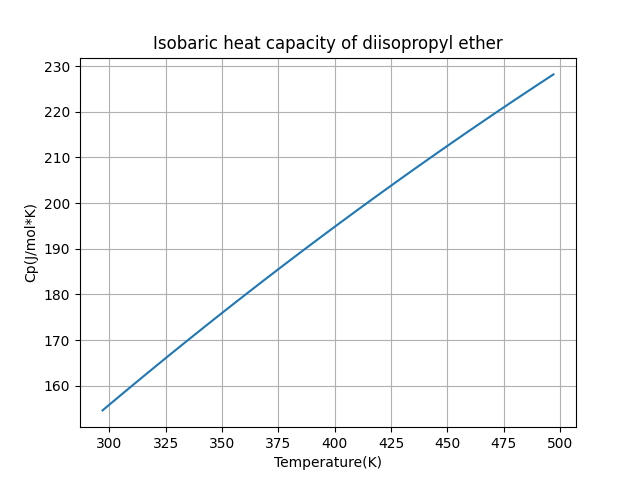 Isobaric heat capacity of diisopropyl ether
230
220
210
200
190
180
170
160
Cp(J/mol*K)
300 325 350 375 400 425 450 475 500
Temperature(K)